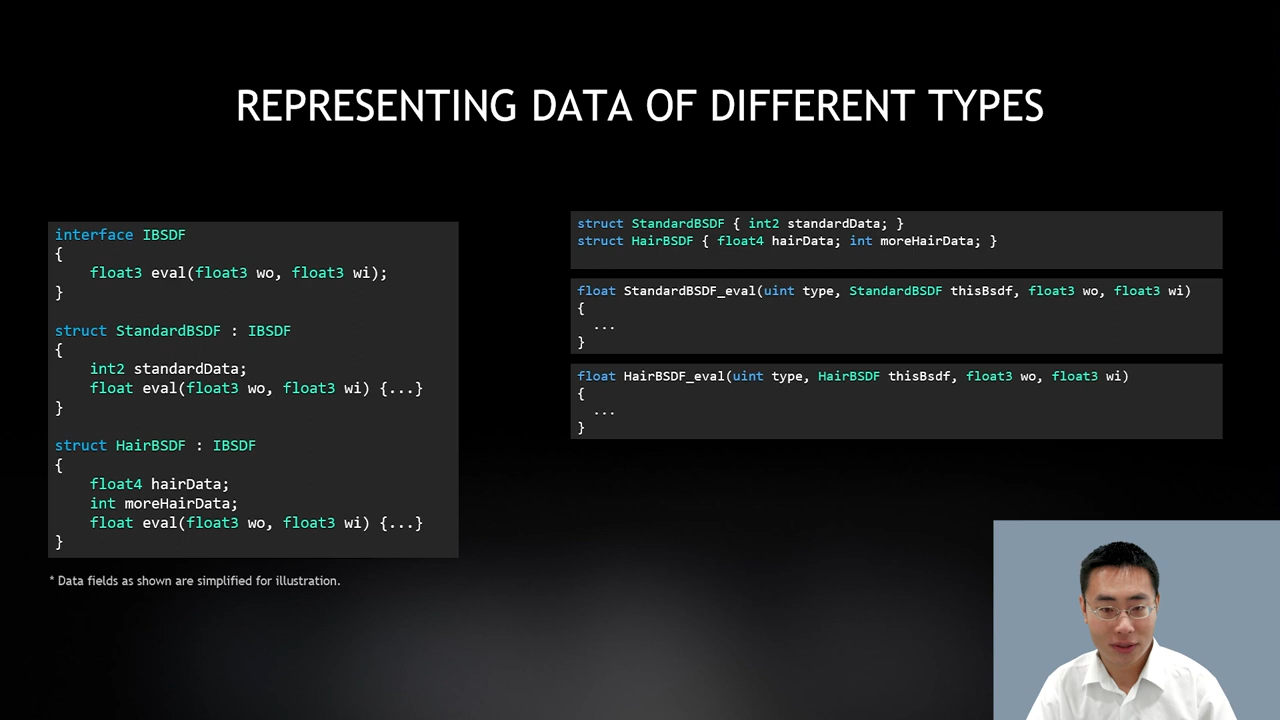 REPRESENTING DATA OF DIFFERENT TYPES
interface IBSDF
{
    float3 eval(float3 wo, float3 wi);
}
struct StandardBSDF : IBSDF
{
    int2 standardData;
    float eval(float3 wo, float3 wi) {...}
}
struct HairBSDF : IBSDF
{
    float4 hairData;
    int moreHairData;
    float eval(float3 wo, float3 wi) {...}
}
* Data fields as shown are simplified for illustration.
struct StandardBSDF { int2 standardData; }
struct HairBSDF { float4 hairData; int moreHairData; }
float StandardBSDF_eval(uint type, StandardBSDF thisBsdf, float3 wo, float3 wi)
{
  ...
}
float HairBSDF_eval(uint type, HairBSDF thisBsdf, float3 wo, float3 wi)
{
  ...
}